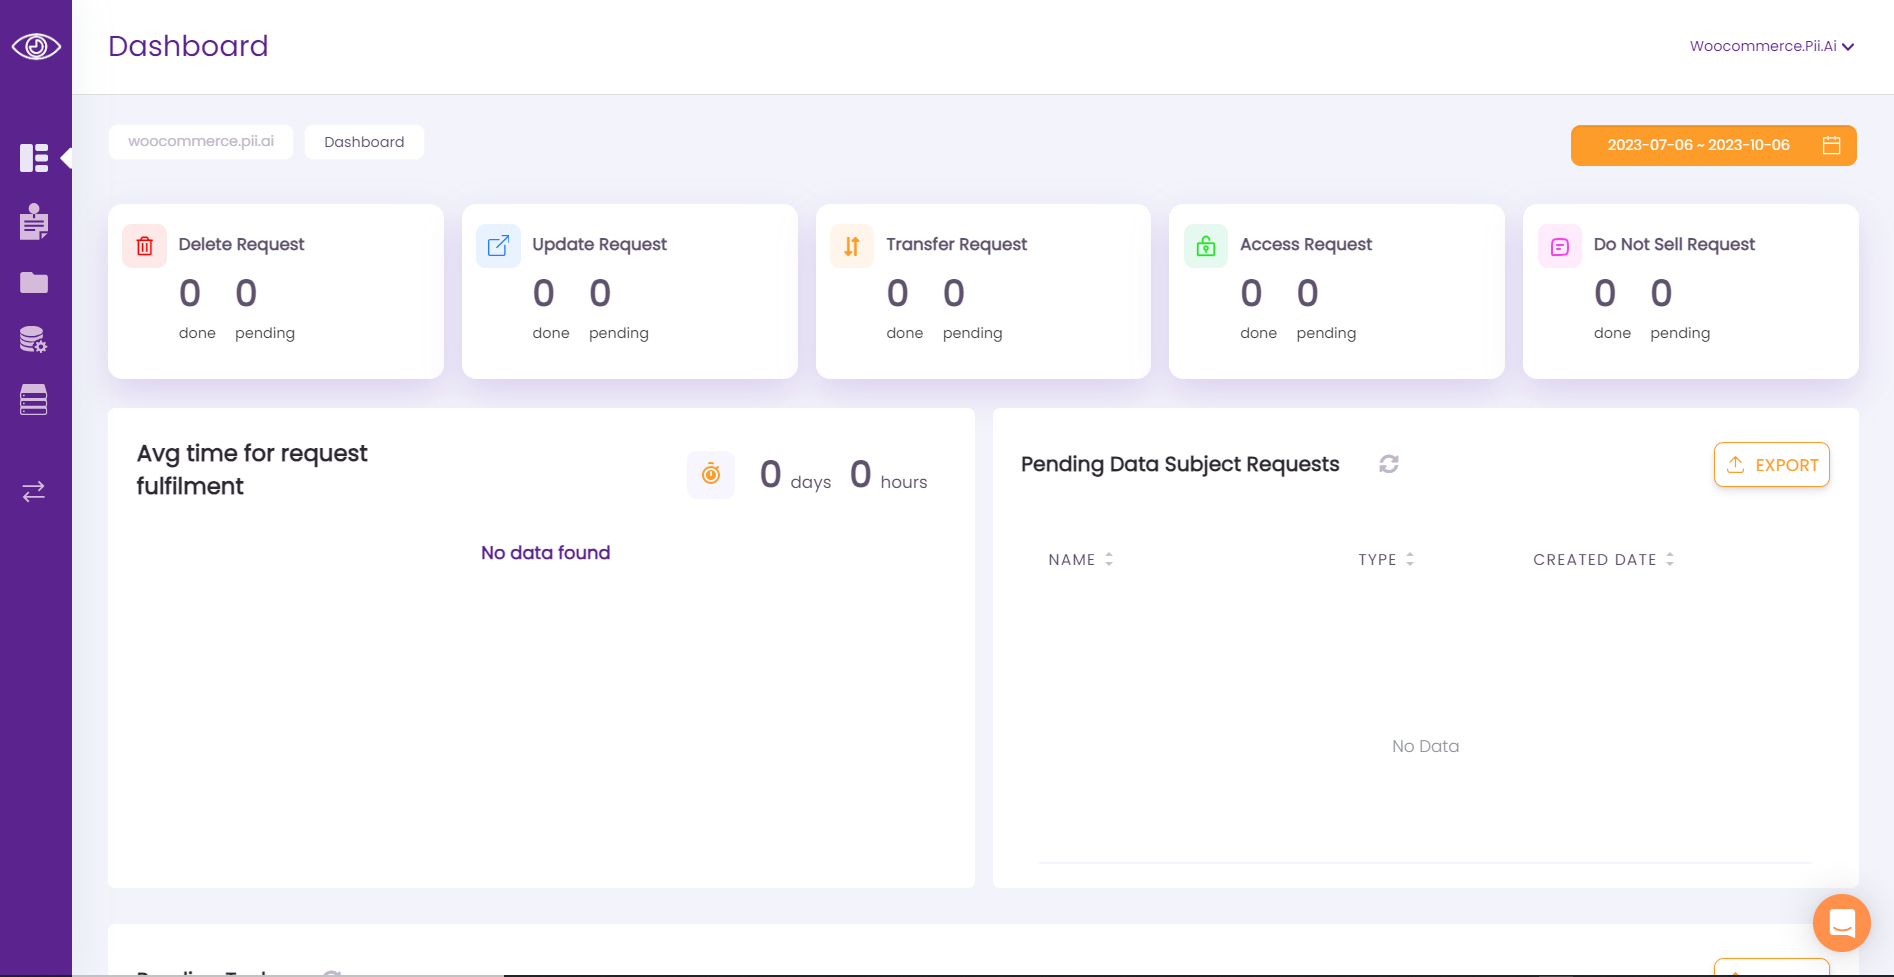 Dashboard
Woocommerce.Pii.Ai
woocommerce.pii.ai
Dashboard
2023-07-06 ~ 2023-10-06
Delete Request
0 0
done pending
Update Request
0 0
done pending
Transfer Request
0 0
done pending
Access Request
0 0
done pending
Do Not Sell Request
0 0
done pending
Avg time for request
fulfilment
0 days 0 hours
No data found
Pending Data Subject Requests
EXPORT
NAME TYPE CREATED DATE
No Data